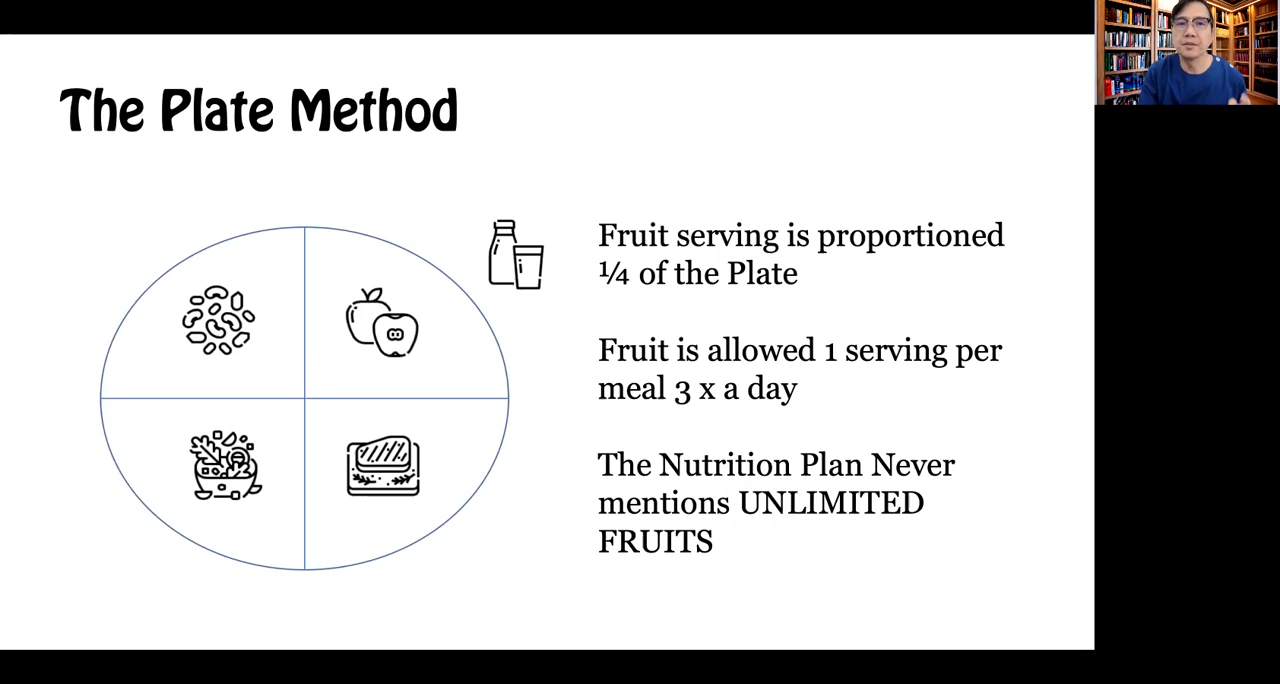 The Plate Method
Fruit serving is proportioned
¼ of the Plate
Fruit is allowed 1 serving per
meal 3 x a day
The Nutrition Plan Never
mentions UNLIMITED
FRUITS